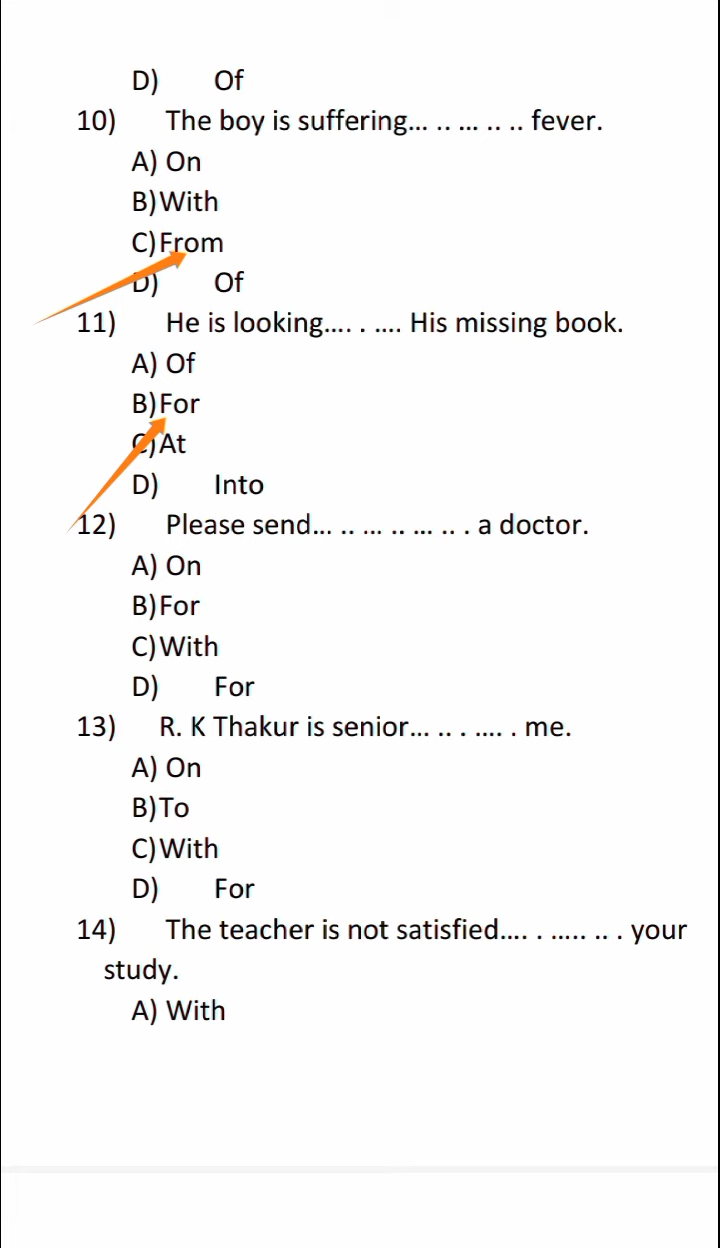 D) Of
10) The boy is suffering... .. ... .. .. fever.
A) On
B) With
C) From
D) Of
11) He is looking.... . .... His missing book.
A) Of
B) For
C) At
D) Into
12) Please send... .. ... .. ... .. . a doctor.
A) On
B) For
C) With
D) For
13) R. K Thakur is senior... .. . .... . me.
A) On
B) To
C) With
D) For
14) The teacher is not satisfied.... . ..... .. . your
study.
A) With